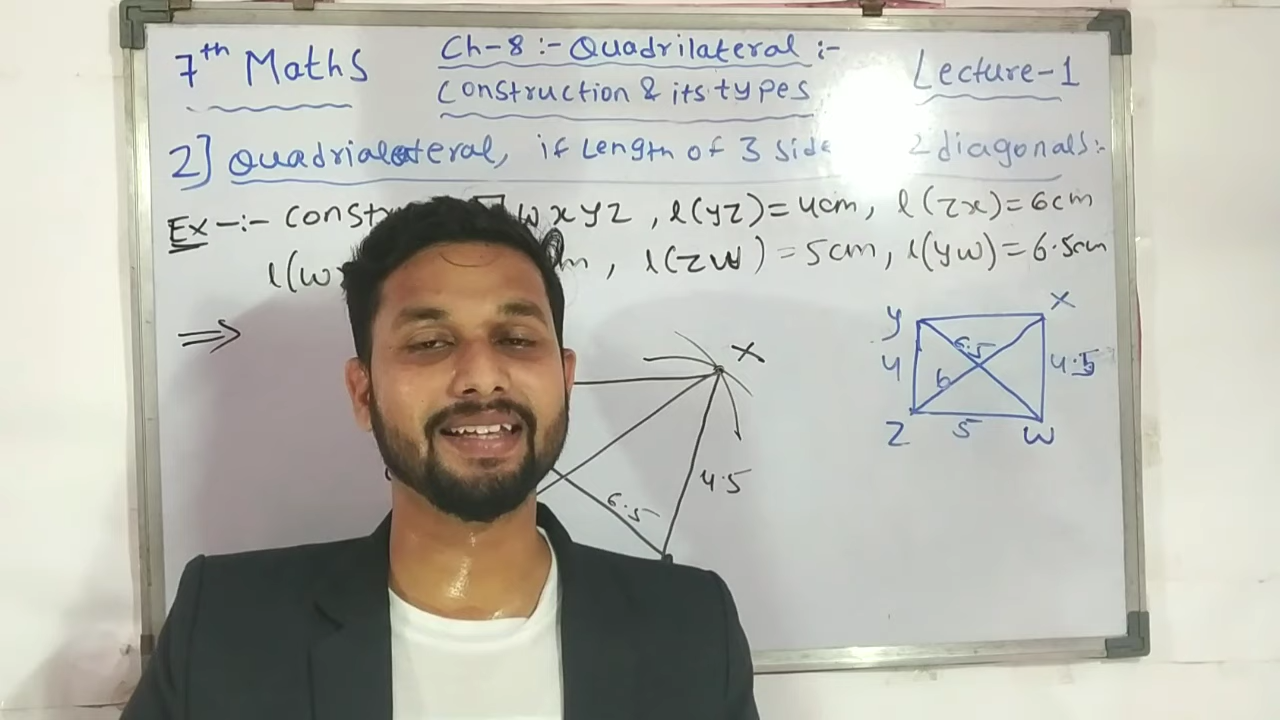 7th Maths
Ch-8 :- Quadrilateral :-
Construction & its types
Lecture-1
2] Quadrialateral, if Length of 3 side 2 diagonals:-
Ex -:- Const □ WXYZ, l(YZ)=4cm, l(ZX)=6cm
l(W m, l(ZW)=5cm, l(YW)=6.5cm
⇒
X
4.5
6.5
Y
X
4
6.5
6
4.5
Z
5
W